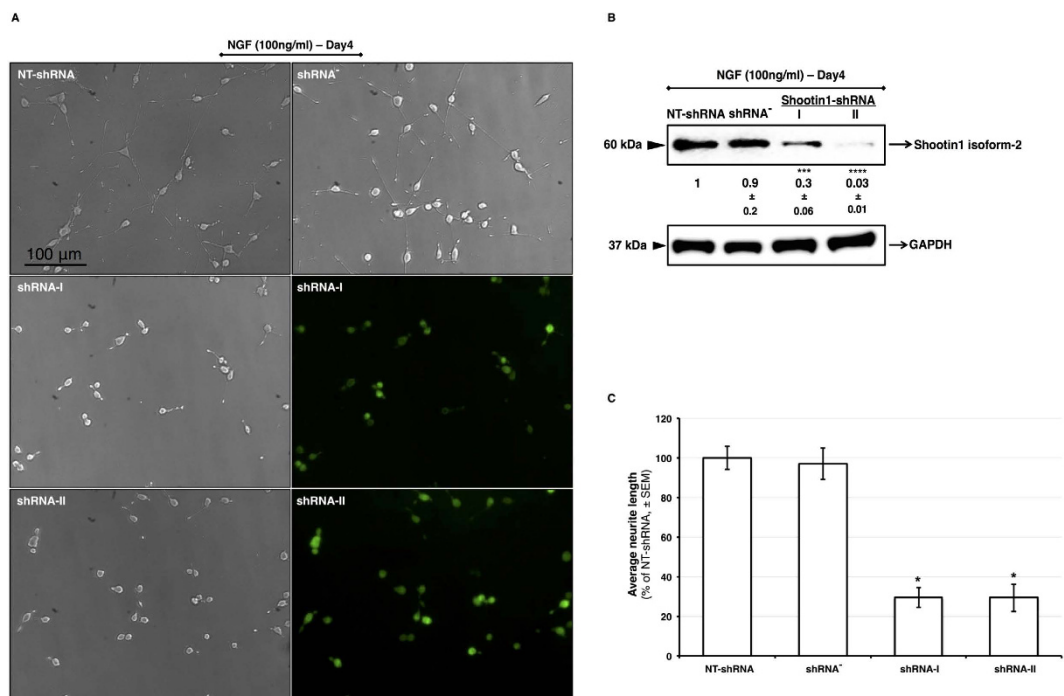 A
NGF (100ng/ml) – Day4
NT-shRNA
shRNA⁻
100 µm
shRNA-I
shRNA-I
shRNA-II
shRNA-II
B
NGF (100ng/ml) – Day4
Shootin1-shRNA
NT-shRNA shRNA⁻ I II
60 kDa
Shootin1 isoform-2
*** ****
1 0.9 0.3 0.03
± ± ±
0.2 0.06 0.01
37 kDa
GAPDH
C
Average neurite length
(% of NT-shRNA, ± SEM)
120
100
80
60
40
20
0
* *
NT-shRNA shRNA⁻ shRNA-I shRNA-II